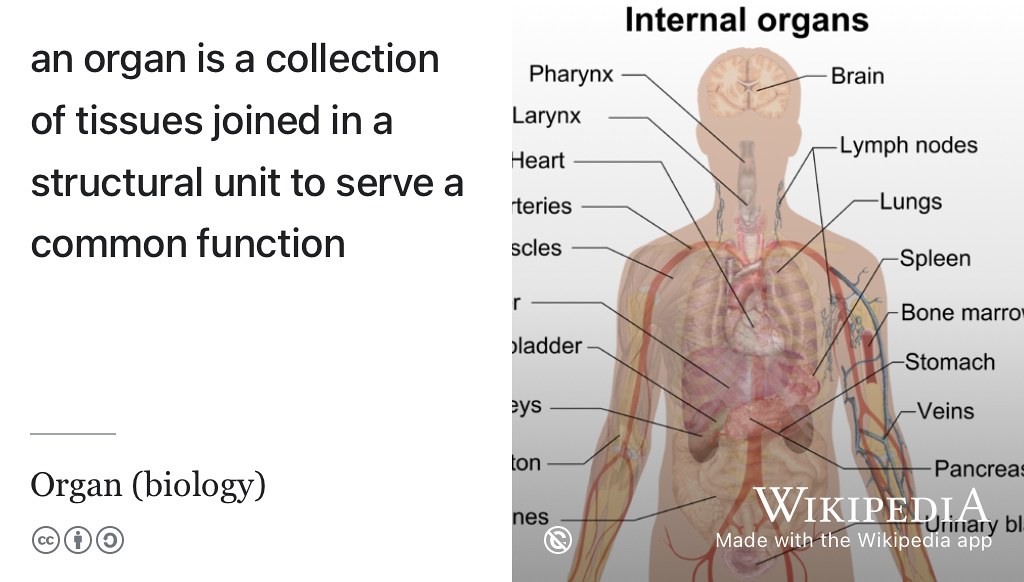 an organ is a collection
of tissues joined in a
structural unit to serve a
common function
Organ (biology)
cc
Internal organs
Pharynx
Brain
Larynx
Lymph nodes
Heart
Lungs
rteries
scles
Spleen
r
Bone marro
bladder
Stomach
eys
Veins
ton
Pancreas
nes
WIKIPEDIA
Urinary bl
Made with the Wikipedia app